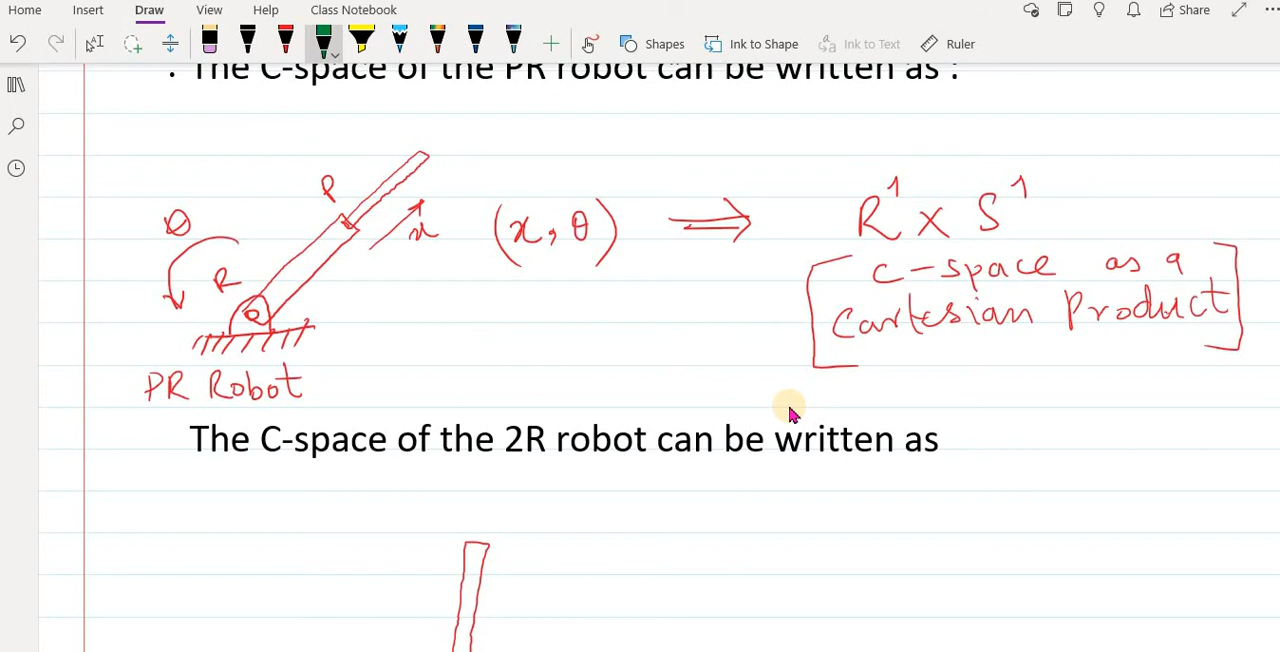 Home Insert Draw View Help Class Notebook Share
Shapes Ink to Shape Ink to Text Ruler
. The C-space of the PR robot can be written as :
P
θ
x
R
(x, θ) ⟹ R¹ × S¹
[C-space as a
Cartesian Product]
PR Robot
The C-space of the 2R robot can be written as